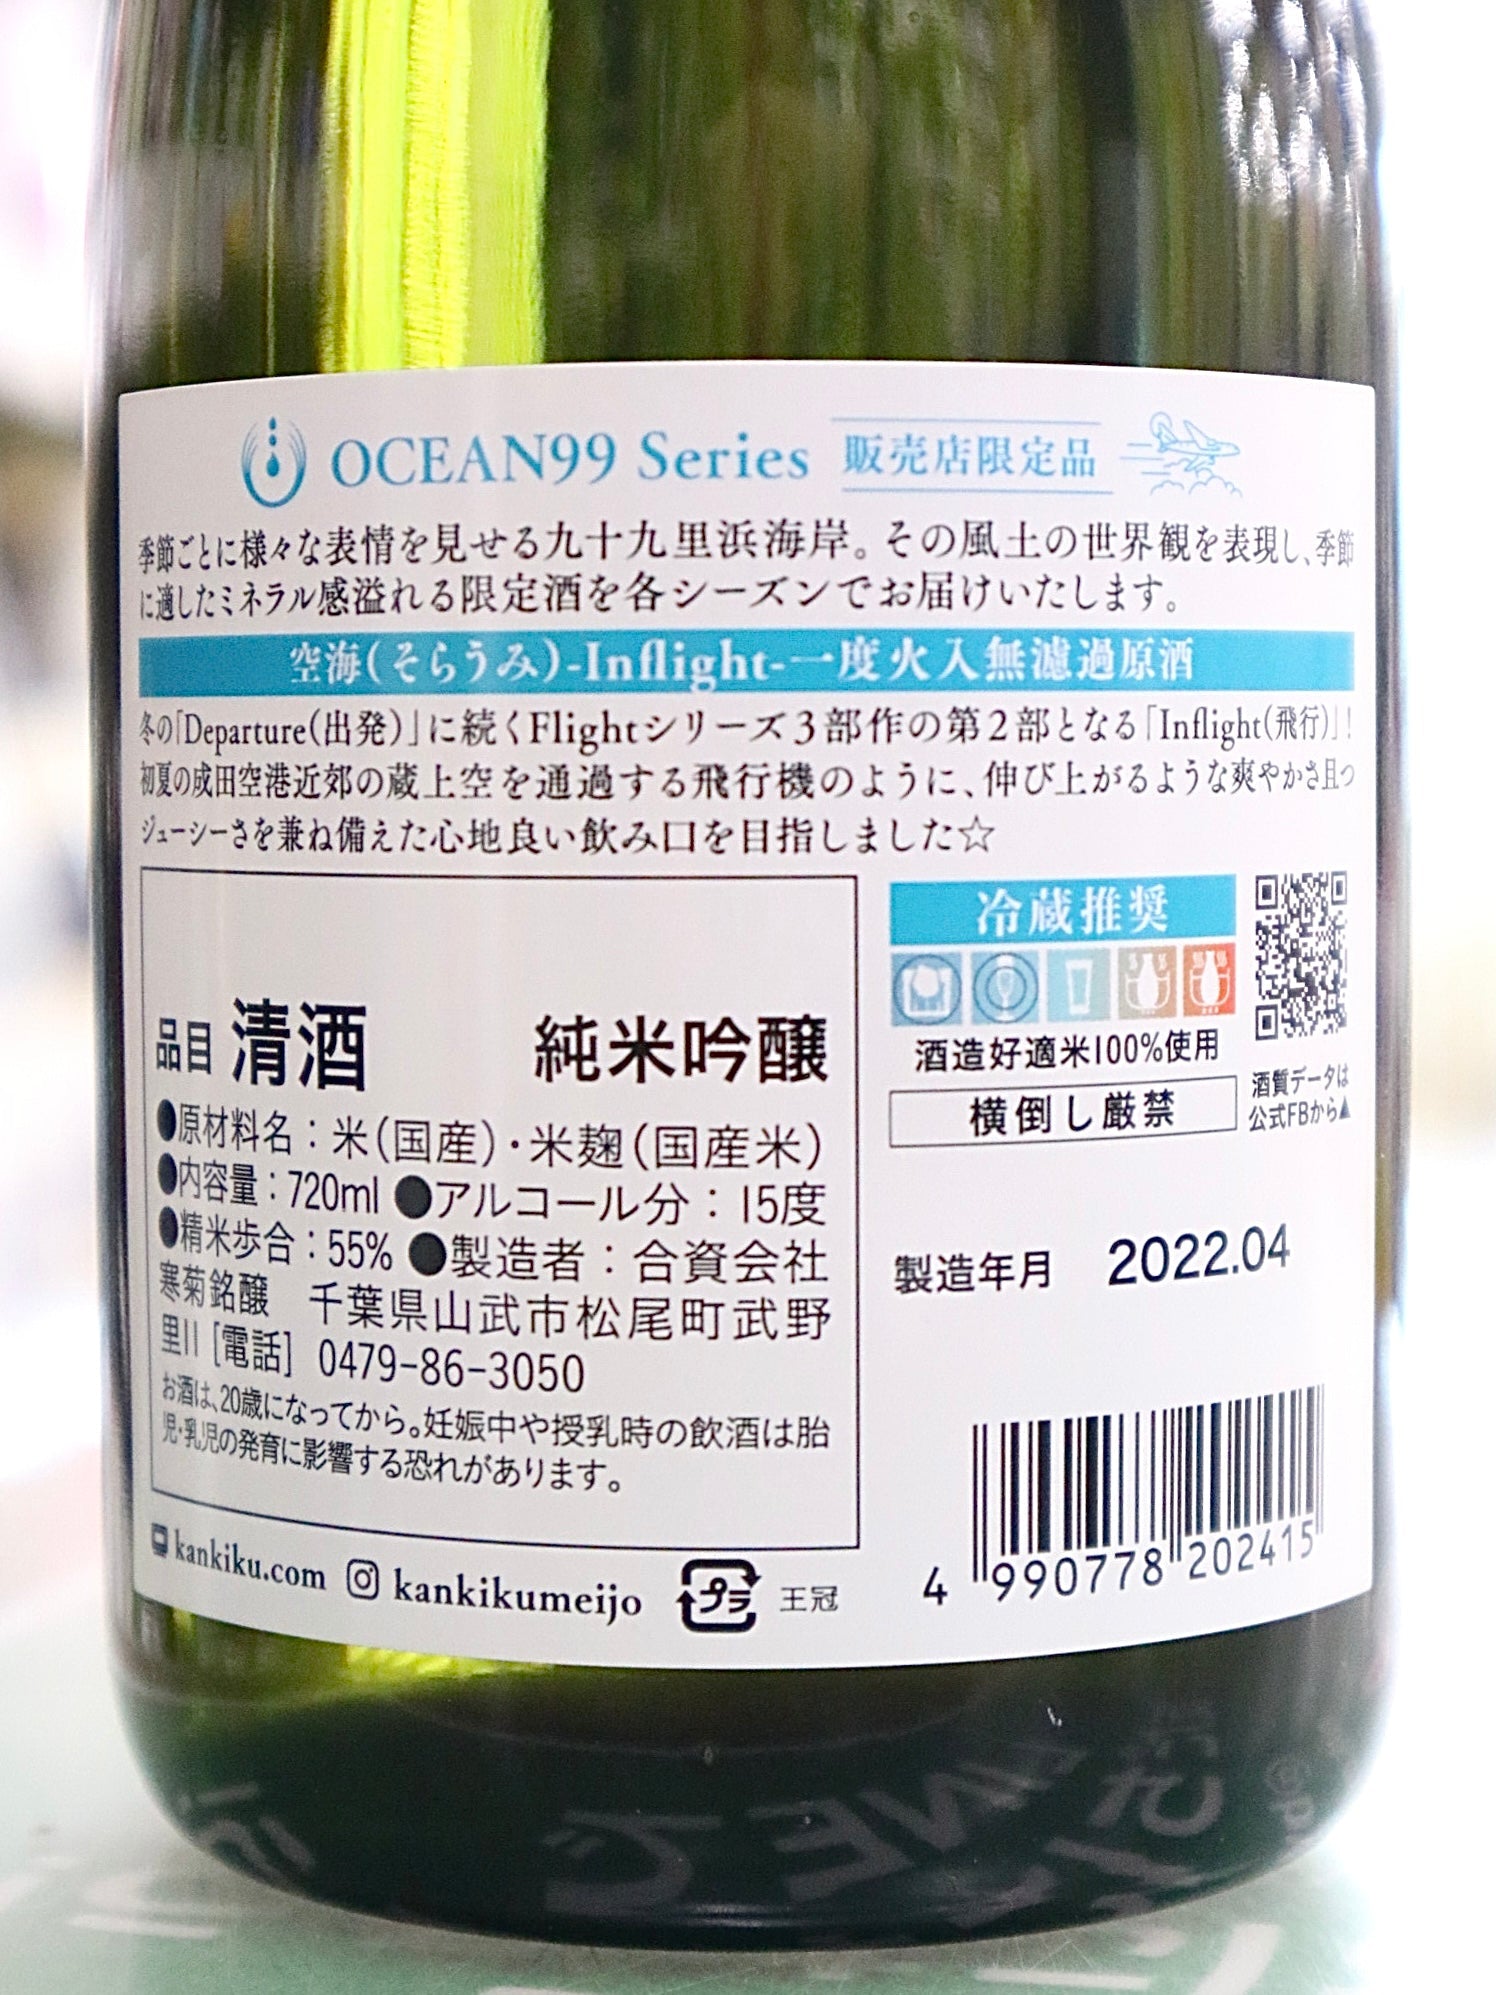 OCEAN99 Series 販売店限定品
季節ごとに様々な表情を見せる九十九里浜海岸。その風土の世界観を表現し、季節
に適したミネラル感溢れる限定酒を各シーズンでお届けいたします。
空海(そらうみ)-Inflight-一度火入無濾過原酒
冬の「Departure(出発)」に続くFlightシリーズ3部作の第2部となる「Inflight(飛行)」!
初夏の成田空港近郊の蔵上空を通過する飛行機のように、伸び上がるような爽やかさ且つ
ジューシーさを兼ね備えた心地良い飲み口を目指しました☆
品目 清酒 純米吟醸
●原材料名:米(国産)・米麹(国産米)
●内容量:720ml ●アルコール分:15度
●精米歩合:55% ●製造者:合資会社
寒菊銘醸 千葉県山武市松尾町武野
里11 [電話] 0479-86-3050
お酒は、20歳になってから。妊娠中や授乳時の飲酒は胎
児・乳児の発育に影響する恐れがあります。
冷蔵推奨
酒造好適米100%使用
横倒し厳禁
酒質データは
公式FBから▲
製造年月 2022.04
4 990778 202415
kankiku.com kankikumeijo プラ 王冠